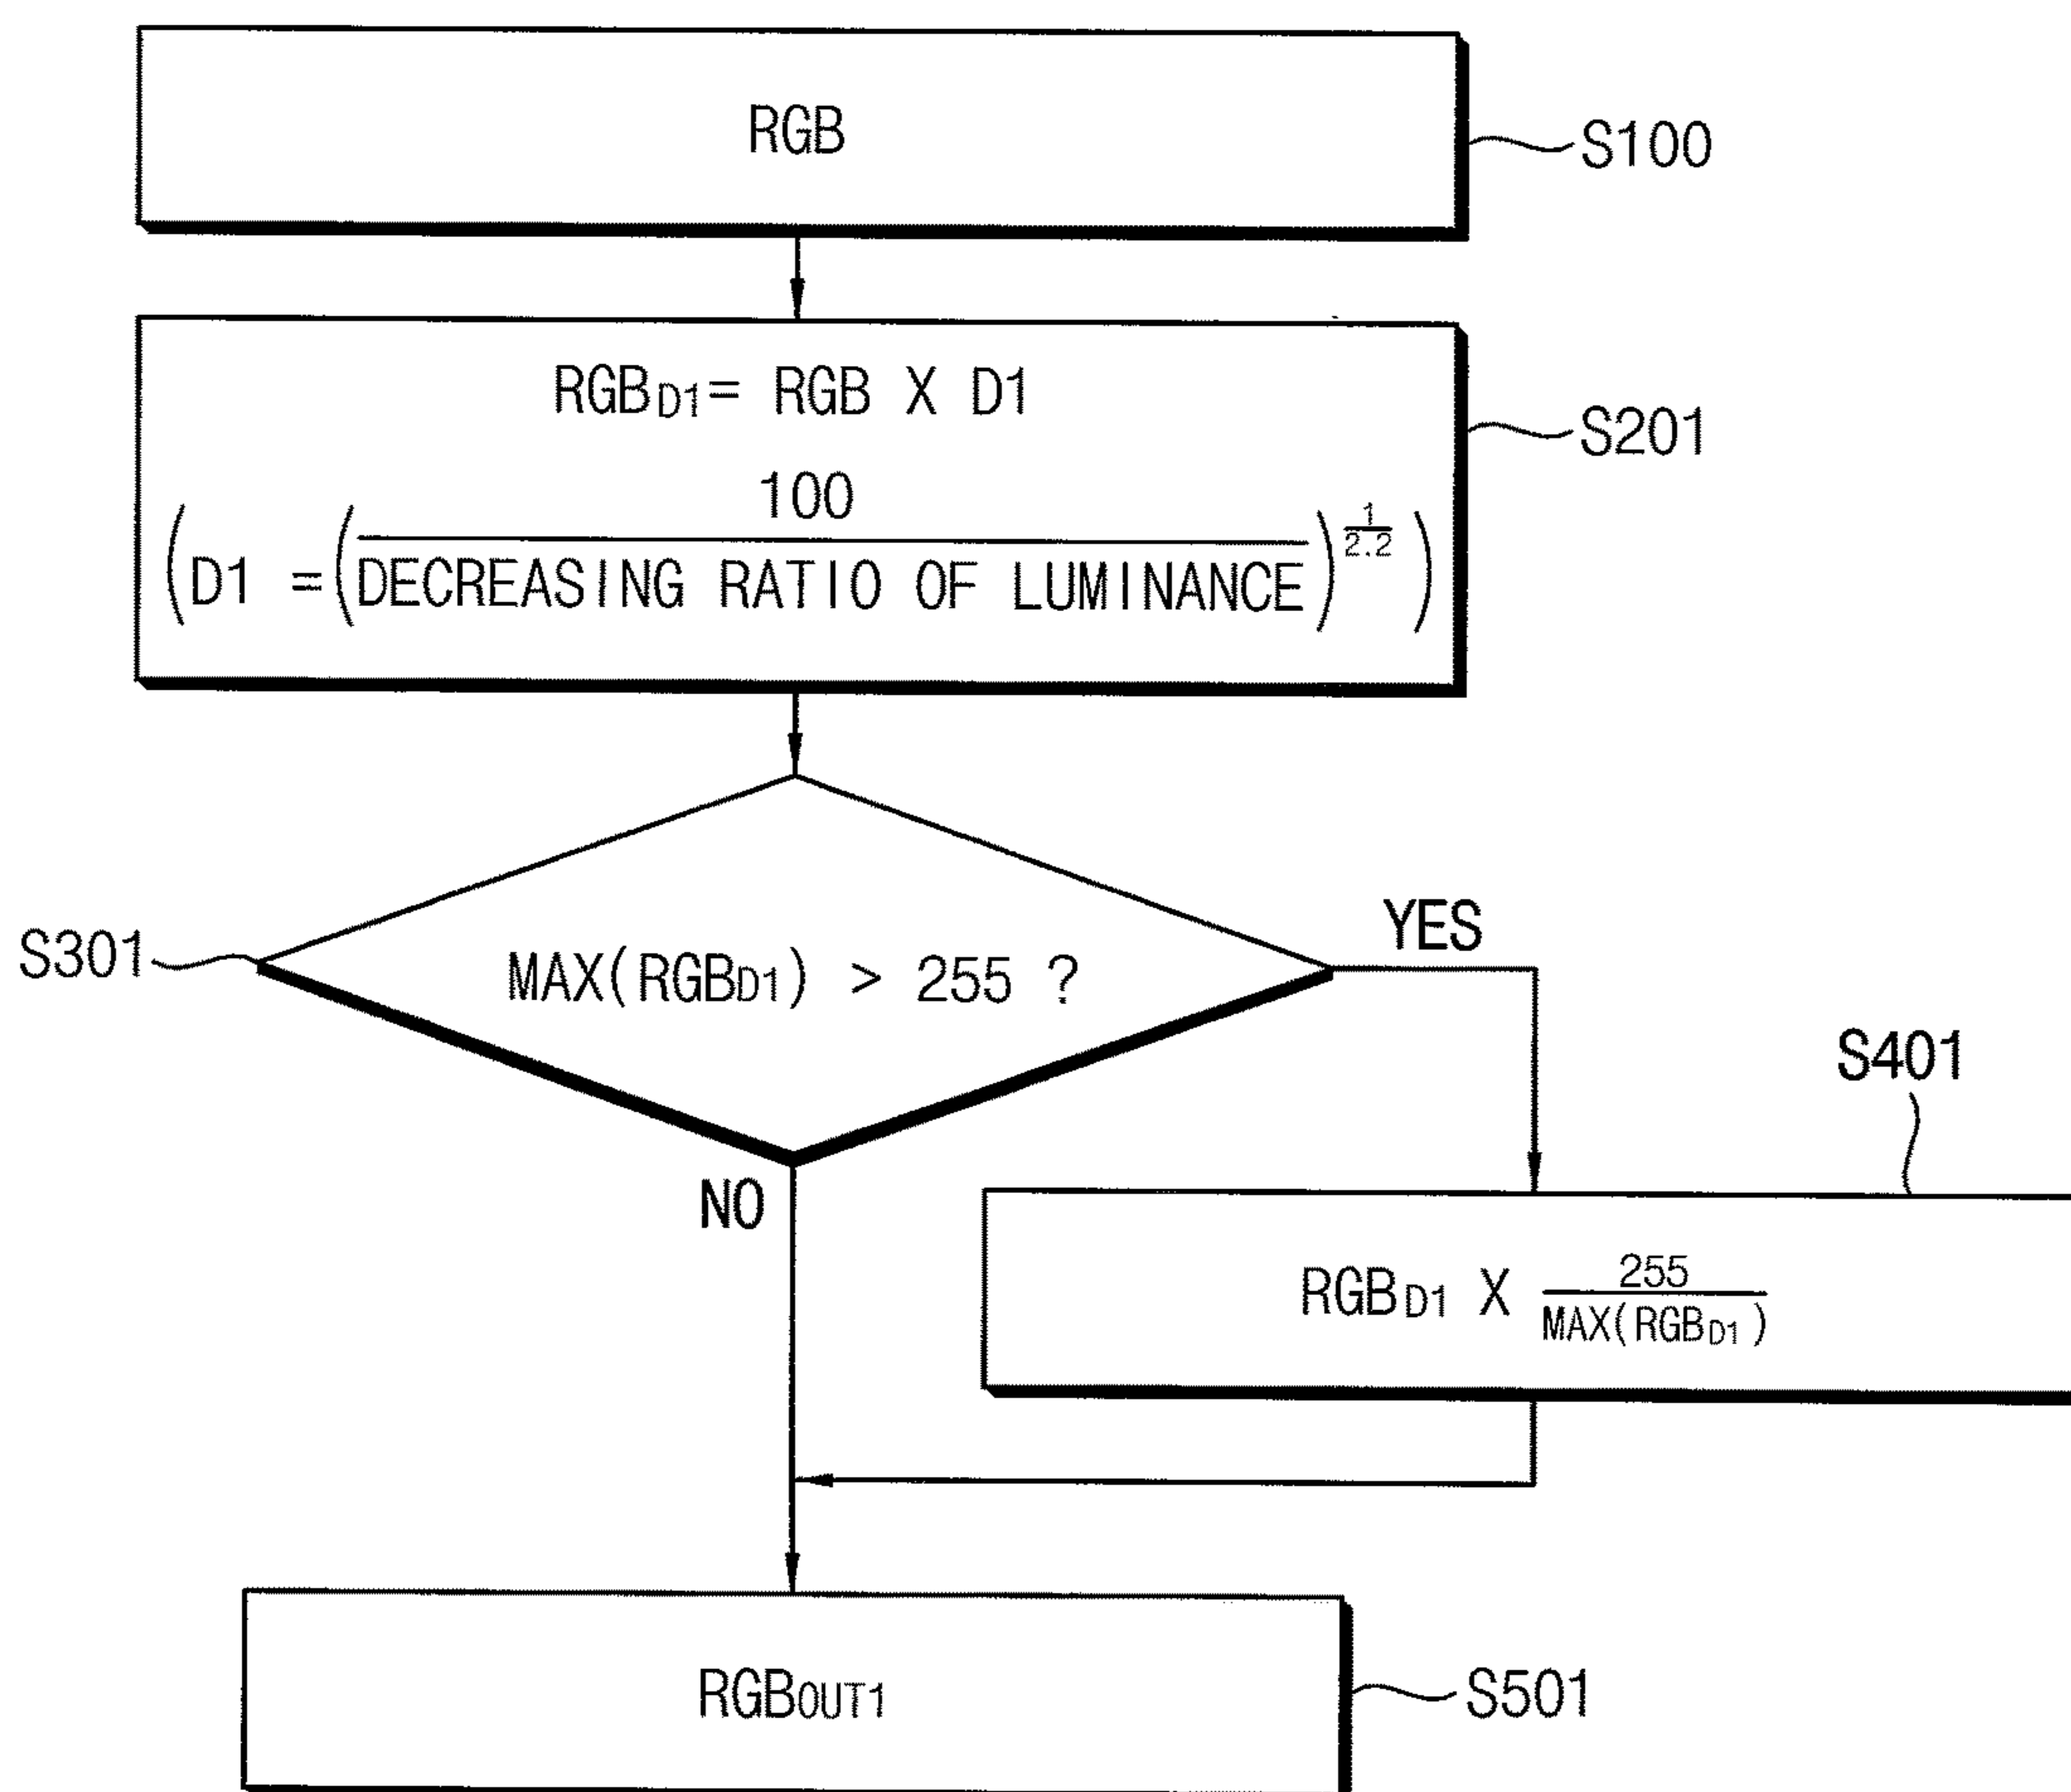 RGB
S100
RGBD1= RGB X D1
S201
(D1 =(100/DECREASING RATIO OF LUMINANCE)^1/2.2)
S301
MAX(RGBD1) > 255 ?
YES
S401
NO
RGBD1 X 255/MAX(RGBD1)
RGBOUT1
S501